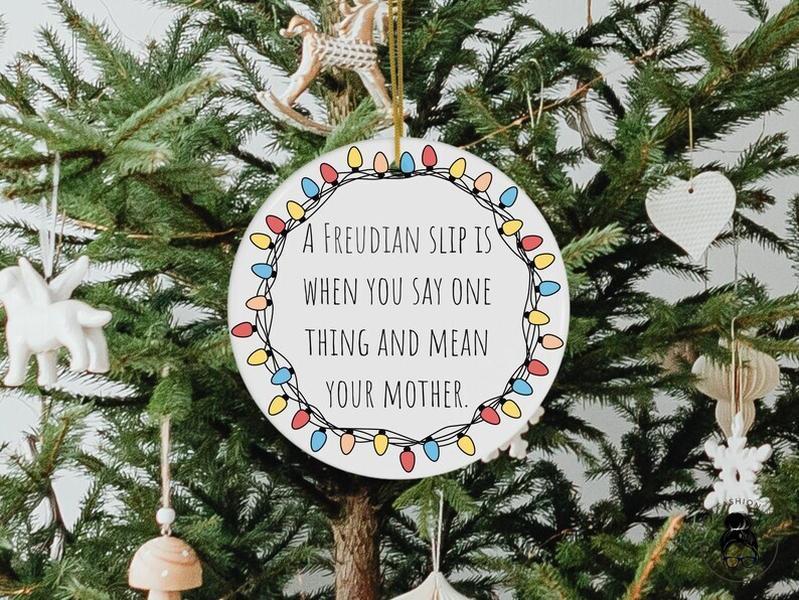 A FREUDIAN SLIP IS
WHEN YOU SAY ONE
THING AND MEAN
YOUR MOTHER.